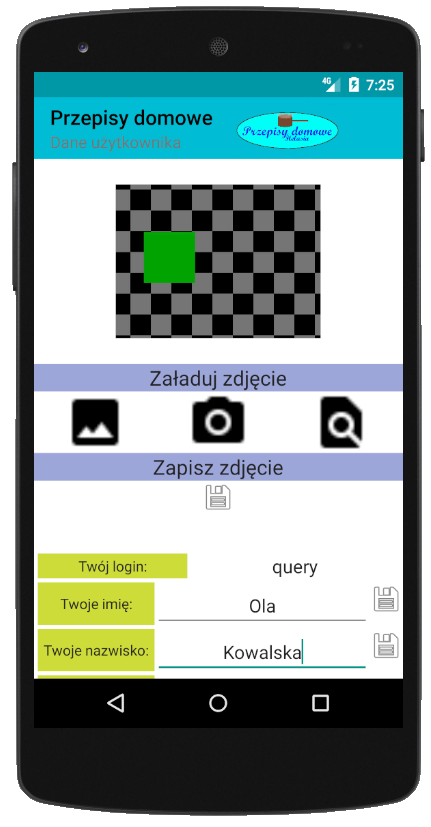 4G 7:25
Przepisy domowe
Dane użytkownika
Przepisy domowe
Helusia
Załaduj zdjęcie
Zapisz zdjęcie
Twój login: query
Twoje imię: Ola
Twoje nazwisko: Kowalska